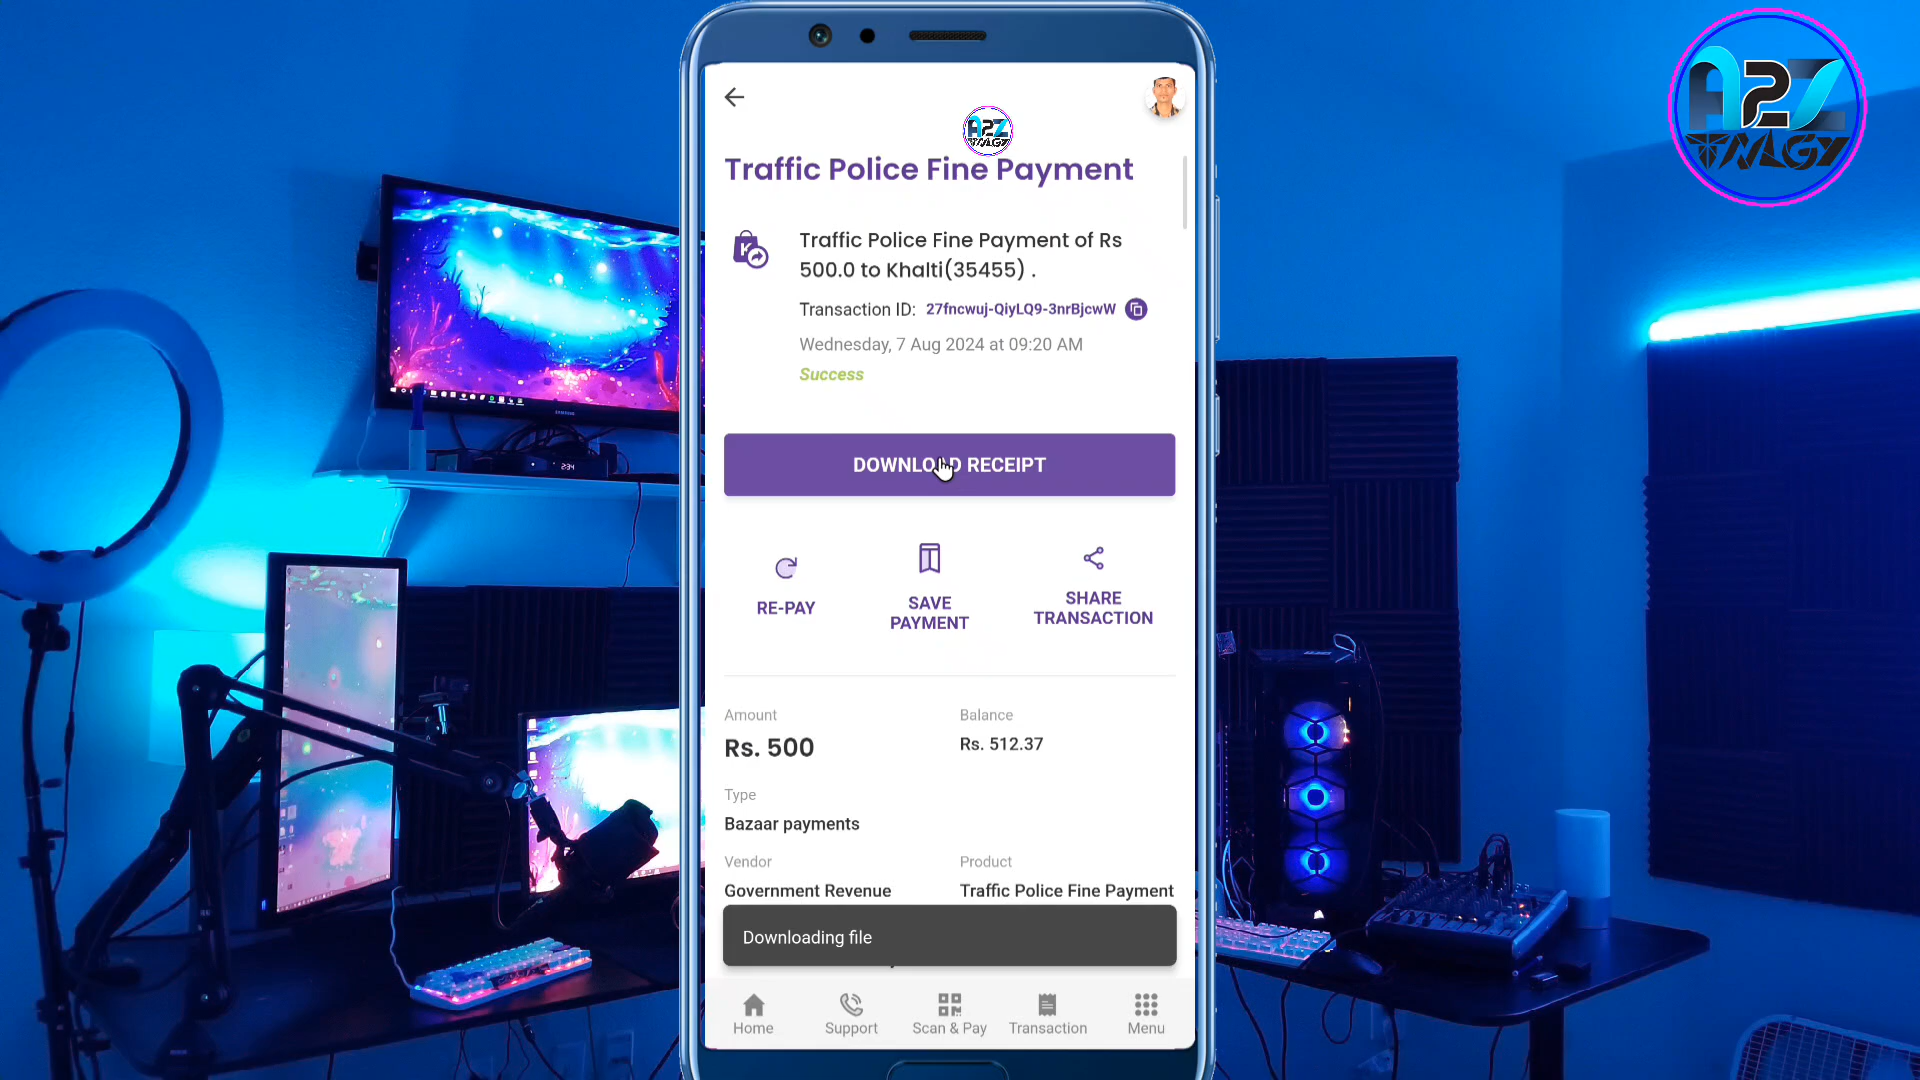 A2Z
Traffic Police Fine Payment
Traffic Police Fine Payment of Rs
500.0 to Khalti(35455) .
Transaction ID: 27fncwuj-QiyLQ9-3nrBjcwW
Wednesday, 7 Aug 2024 at 09:20 AM
Success
DOWNLOAD RECEIPT
RE-PAY
SAVE
PAYMENT
SHARE
TRANSACTION
Amount
Balance
Rs. 500
Rs. 512.37
Type
Bazaar payments
Vendor
Product
Government Revenue
Traffic Police Fine Payment
Downloading file
Home
Support
Scan & Pay
Transaction
Menu
A2Z
SAMSUNG
234